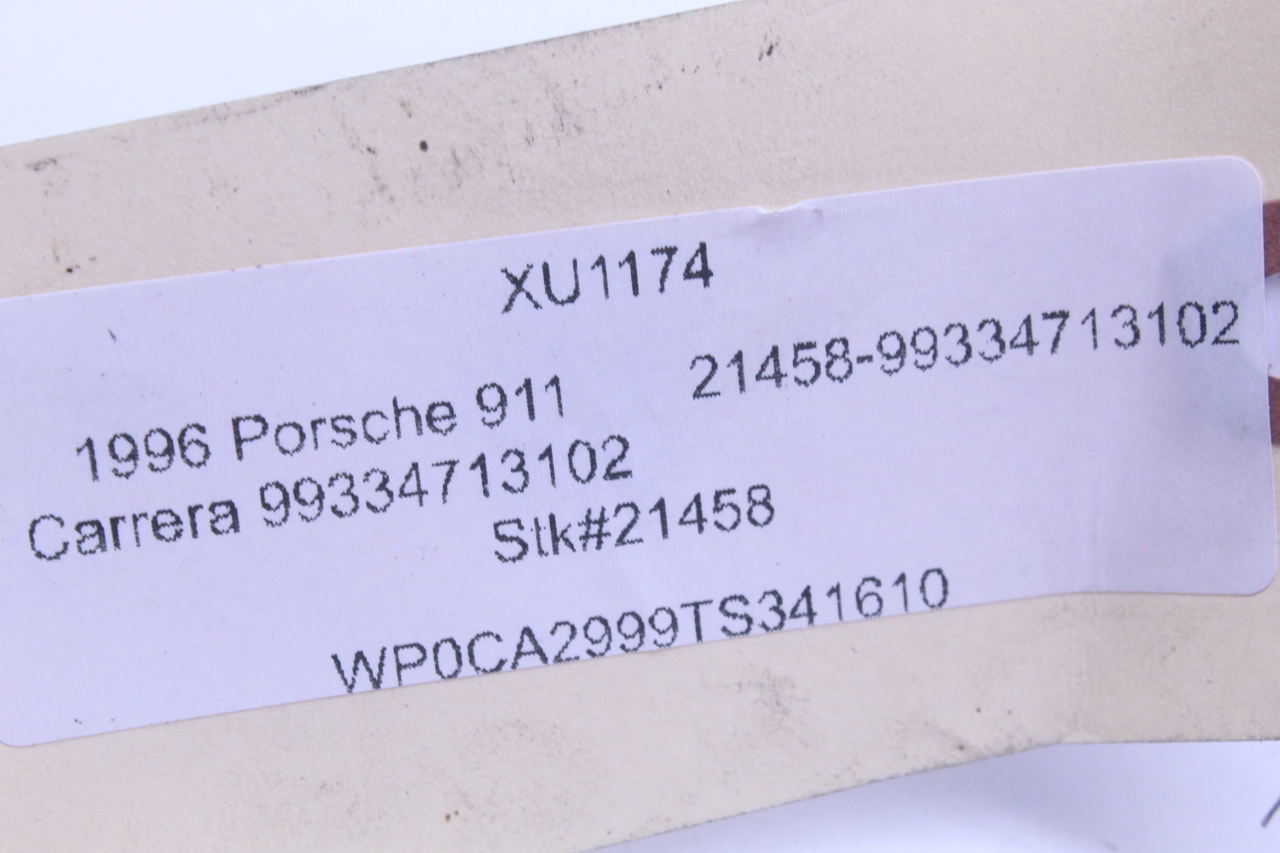 XU1174
21458-99334713102
1996 Porsche 911
Carrera 99334713102
Stk#21458
WP0CA2999TS341610